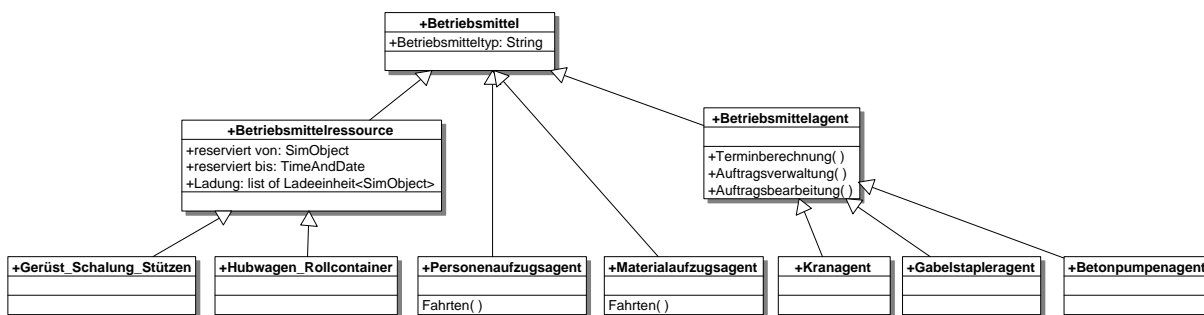 +Betriebsmittel
+Betriebsmitteltyp: String
+Betriebsmittelressource
+reserviert von: SimObject
+reserviert bis: TimeAndDate
+Ladung: list of Ladeeinheit<SimObject>
+Betriebsmittelagent
+Terminberechnung( )
+Auftragsverwaltung( )
+Auftragsbearbeitung( )
+Gerüst_Schalung_Stützen
+Hubwagen_Rollcontainer
+Personenaufzugsagent
Fahrten( )
+Materialaufzugsagent
Fahrten( )
+Kranagent
+Gabelstapleragent
+Betonpumpenagent